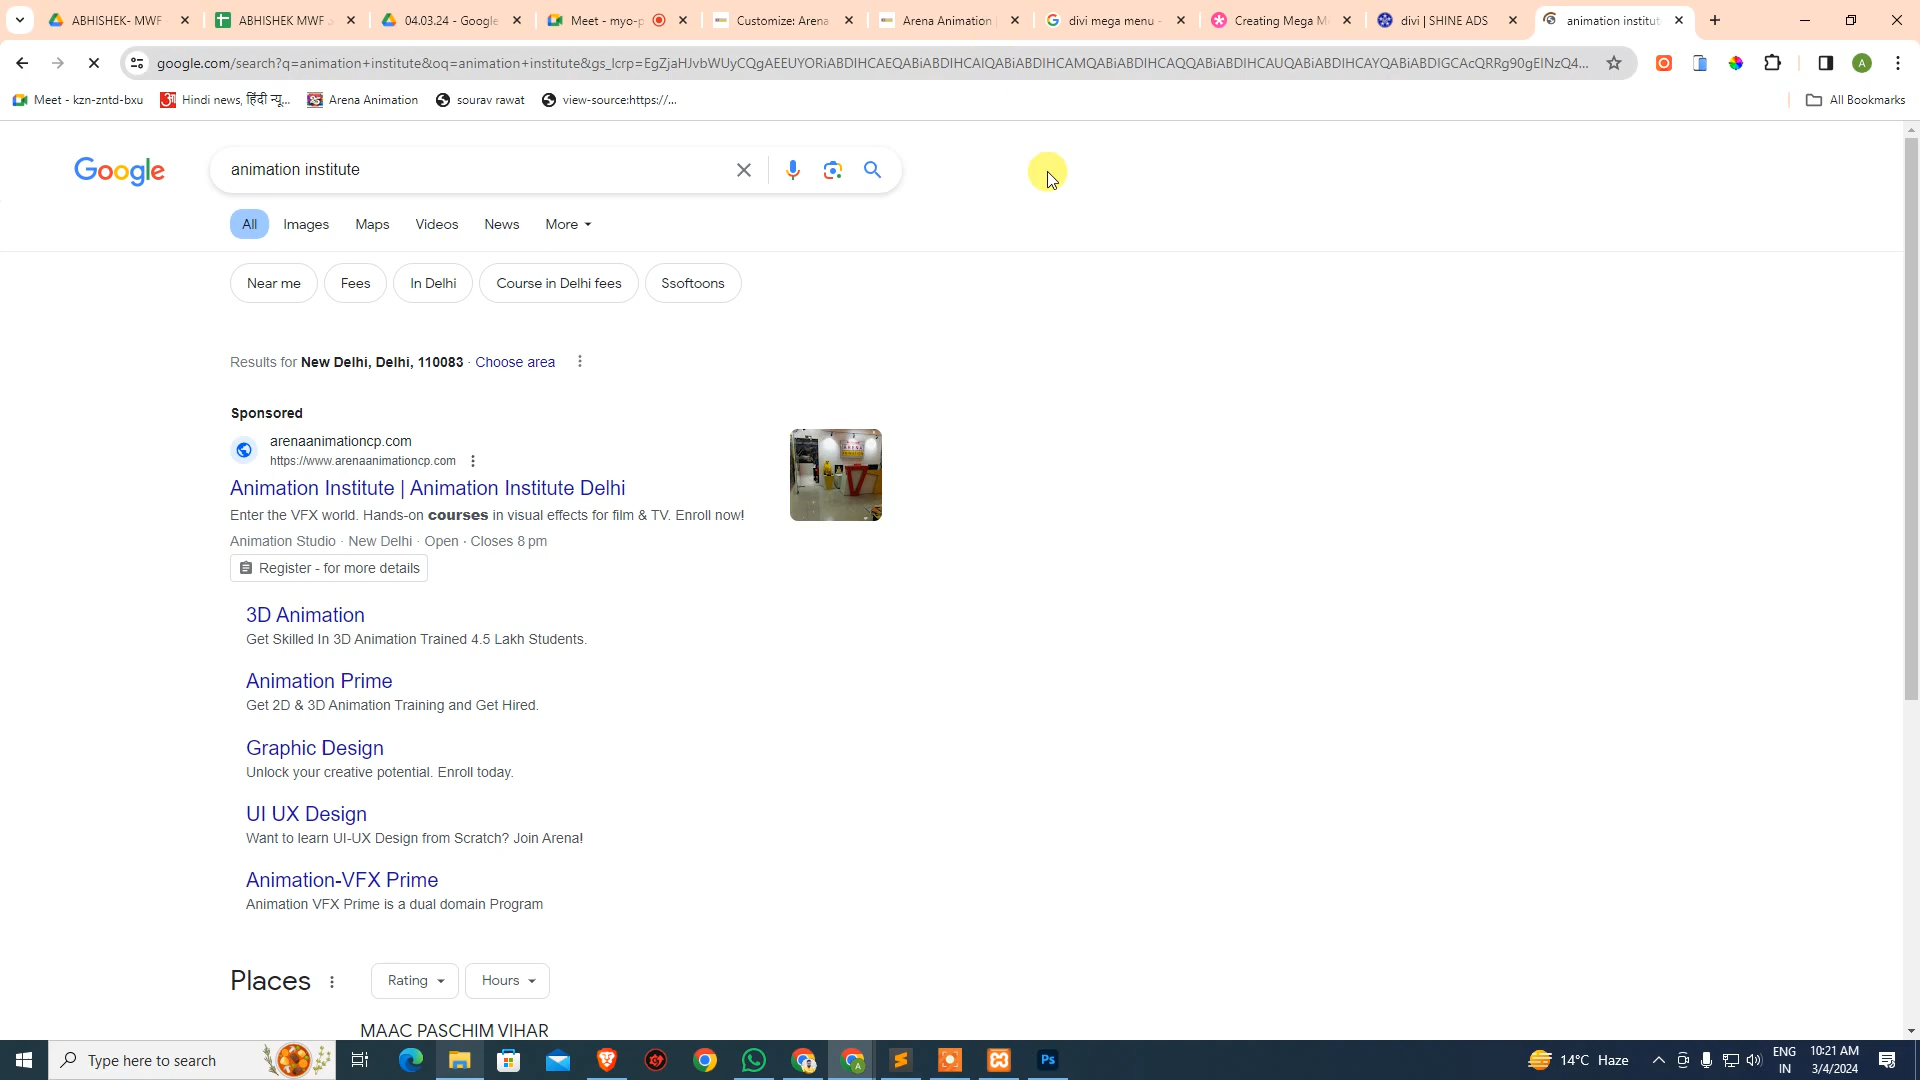 ABHISHEK- MWF
ABHISHEK MWF
04.03.24 - Google
Meet - myo-p
Customize: Arena
Arena Animation
divi mega menu -
Creating Mega M
divi | SHINE ADS
animation institut
google.com/search?q=animation+institute&oq=animation+institute&gs_lcrp=EgZjaHJvbWUyCQgAEEUYORiABDIHCAEQABiABDIHCAIQABiABDIHCAMQABiABDIHCAQQABiABDIHCAUQABiABDIHCAYQABiABDIGCAcQRRg90gEINzQ4...
A
Meet - kzn-zntd-bxu
Hindi news, हिंदी न्यू...
Arena Animation
sourav rawat
view-source:https://...
All Bookmarks
Google
animation institute
All
Images
Maps
Videos
News
More
Near me
Fees
In Delhi
Course in Delhi fees
Ssoftoons
Results for New Delhi, Delhi, 110083 · Choose area
Sponsored
arenaanimationcp.com
https://www.arenaanimationcp.com
Animation Institute | Animation Institute Delhi
Enter the VFX world. Hands-on courses in visual effects for film & TV. Enroll now!
Animation Studio · New Delhi · Open · Closes 8 pm
Register - for more details
3D Animation
Get Skilled In 3D Animation Trained 4.5 Lakh Students.
Animation Prime
Get 2D & 3D Animation Training and Get Hired.
Graphic Design
Unlock your creative potential. Enroll today.
UI UX Design
Want to learn UI-UX Design from Scratch? Join Arena!
Animation-VFX Prime
Animation VFX Prime is a dual domain Program
Places
Rating
Hours
MAAC PASCHIM VIHAR
Type here to search
Ps
14°C Haze
ENG
IN
10:21 AM
3/4/2024